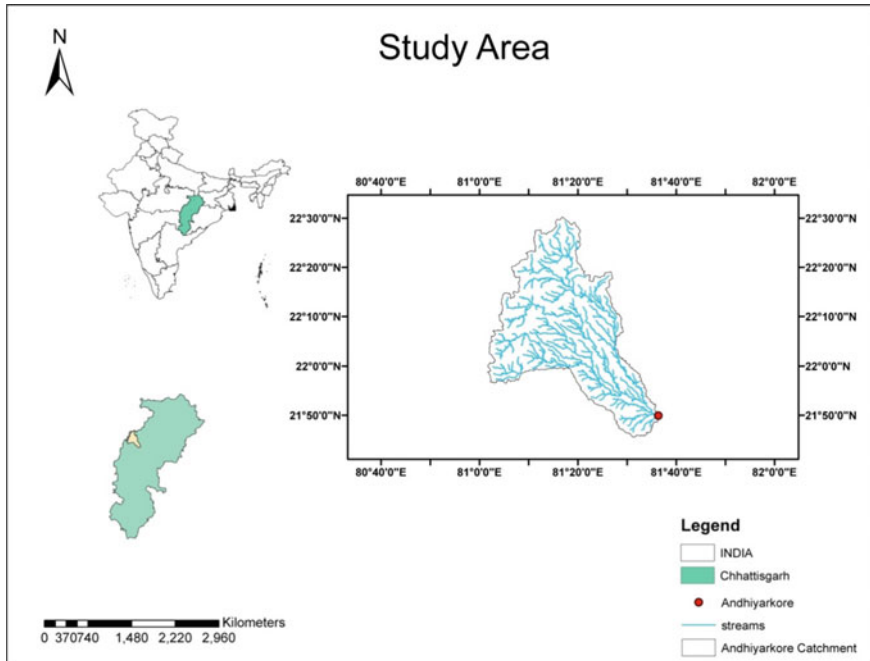 Study Area
N
80°40'0"E 81°0'0"E 81°20'0"E 81°40'0"E 82°0'0"E
22°30'0"N 22°30'0"N
22°20'0"N 22°20'0"N
22°10'0"N 22°10'0"N
22°0'0"N 22°0'0"N
21°50'0"N 21°50'0"N
80°40'0"E 81°0'0"E 81°20'0"E 81°40'0"E 82°0'0"E
Legend
INDIA
Chhattisgarh
Andhiyarkore
streams
Andhiyarkore Catchment
Kilometers
0 370740 1,480 2,220 2,960